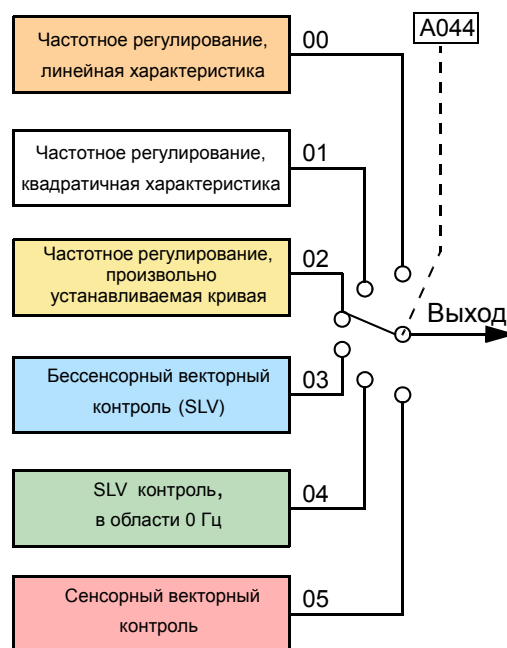 Частотное регулирование,
линейная характеристика
00
A044
Частотное регулирование,
квадратичная характеристика
01
Частотное регулирование,
произвольно
устанавливаемая кривая
02
Выход
Бессенсорный векторный
контроль (SLV)
03
SLV контроль,
в области 0 Гц
04
Сенсорный векторный
контроль
05